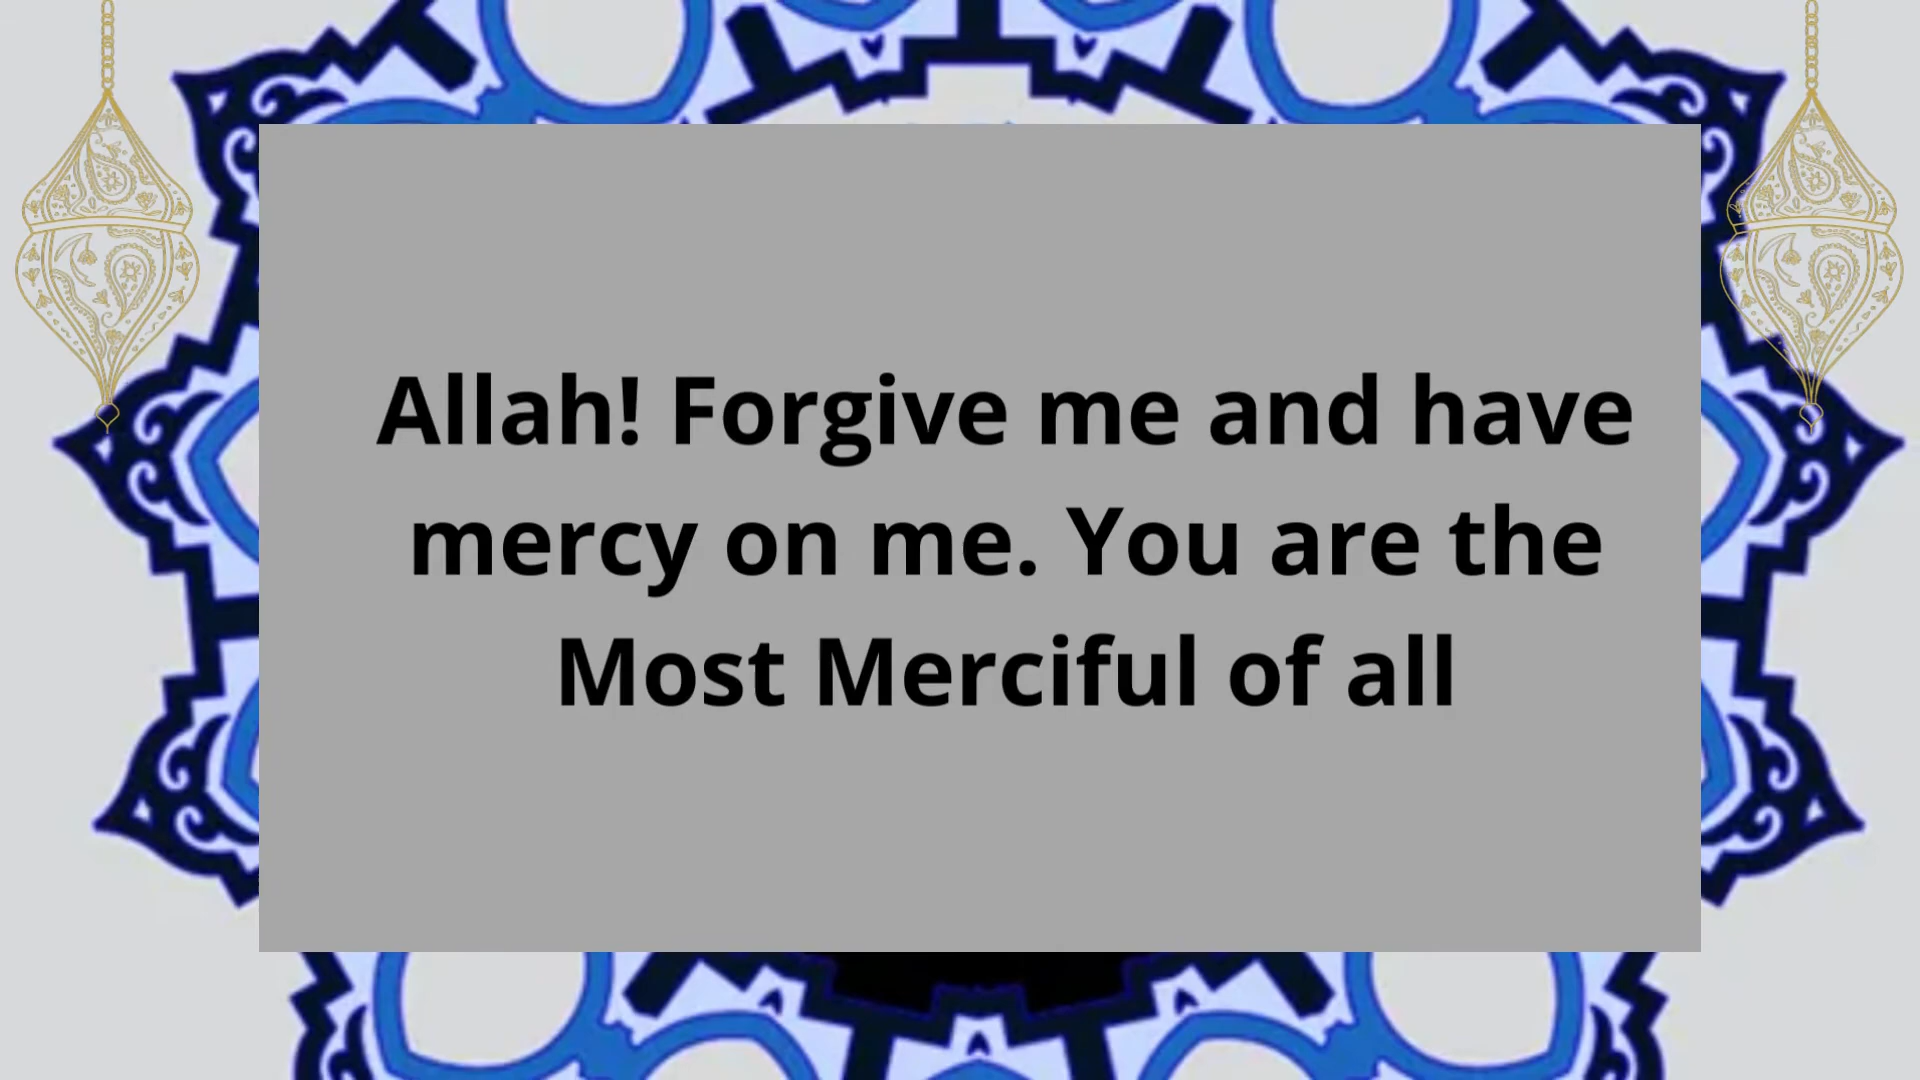 Allah! Forgive me and have
mercy on me. You are the
Most Merciful of all